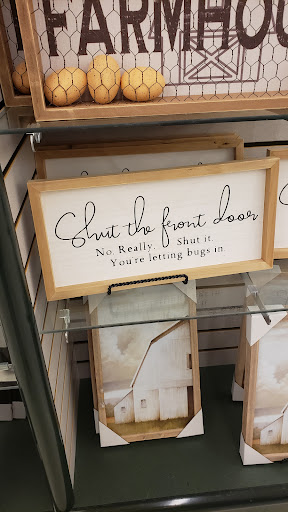 FARMHOU
Shut the front door
No. Really. Shut it.
You're letting bugs in.